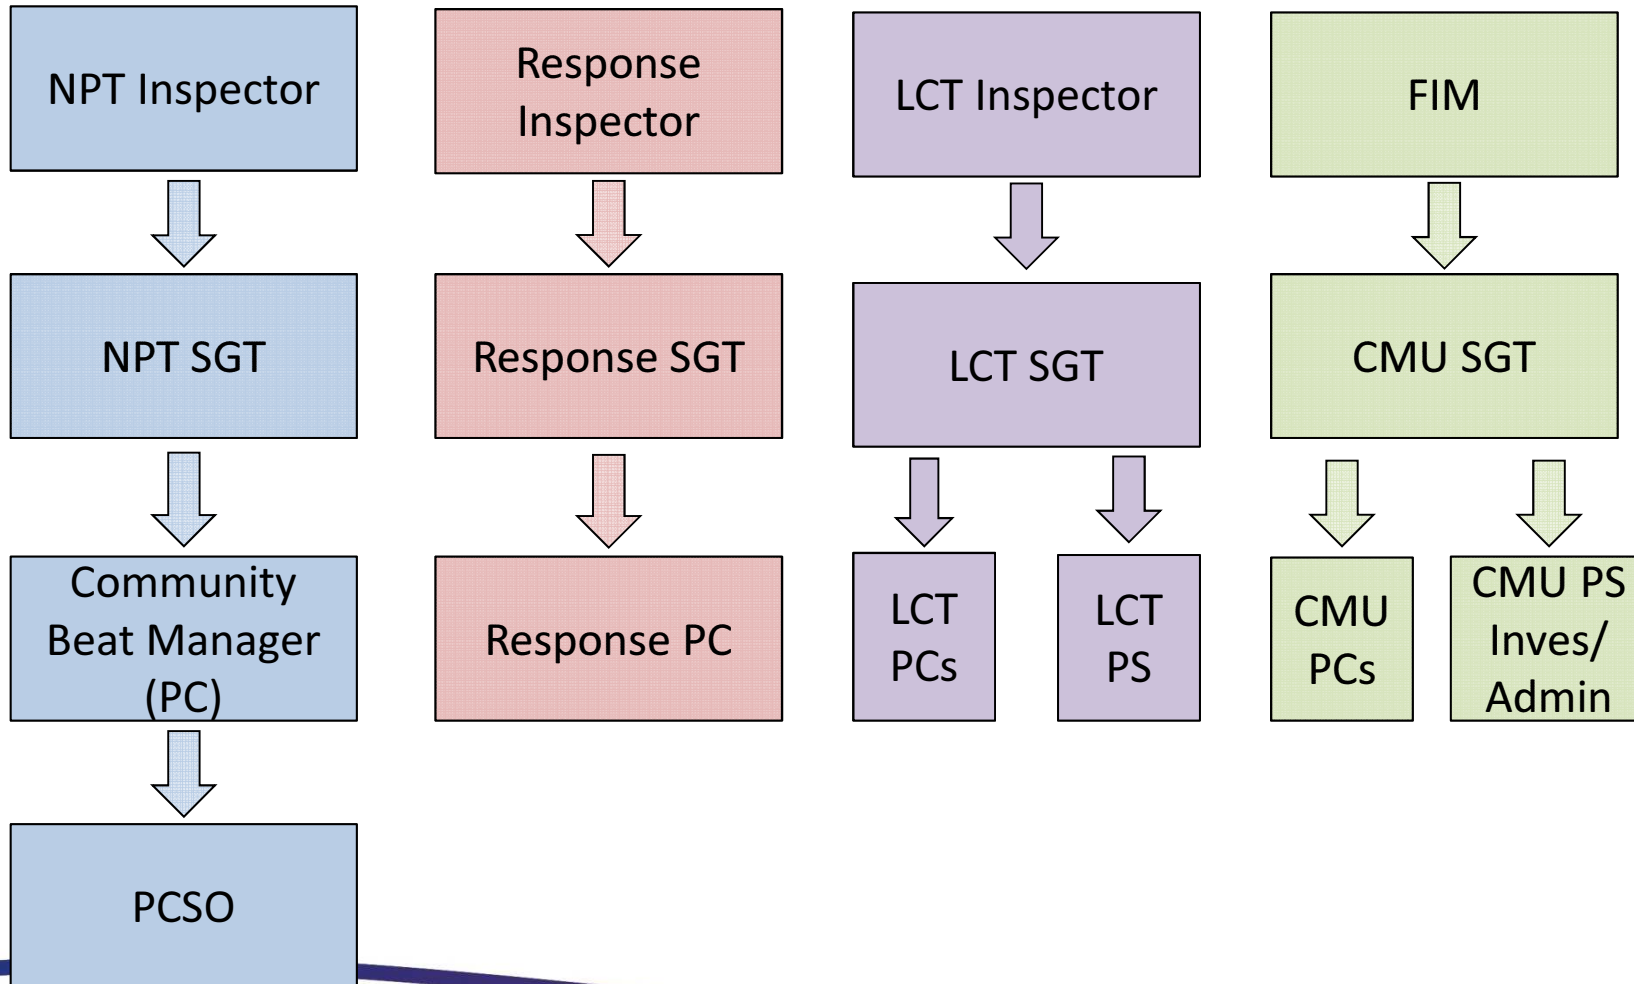 NPT Inspector
Response
Inspector
LCT Inspector
FIM
NPT SGT
Response SGT
LCT SGT
CMU SGT
Community
Beat Manager
(PC)
Response PC
LCT
PCs
LCT
PS
CMU
PCs
CMU PS
Inves/
Admin
PCSO